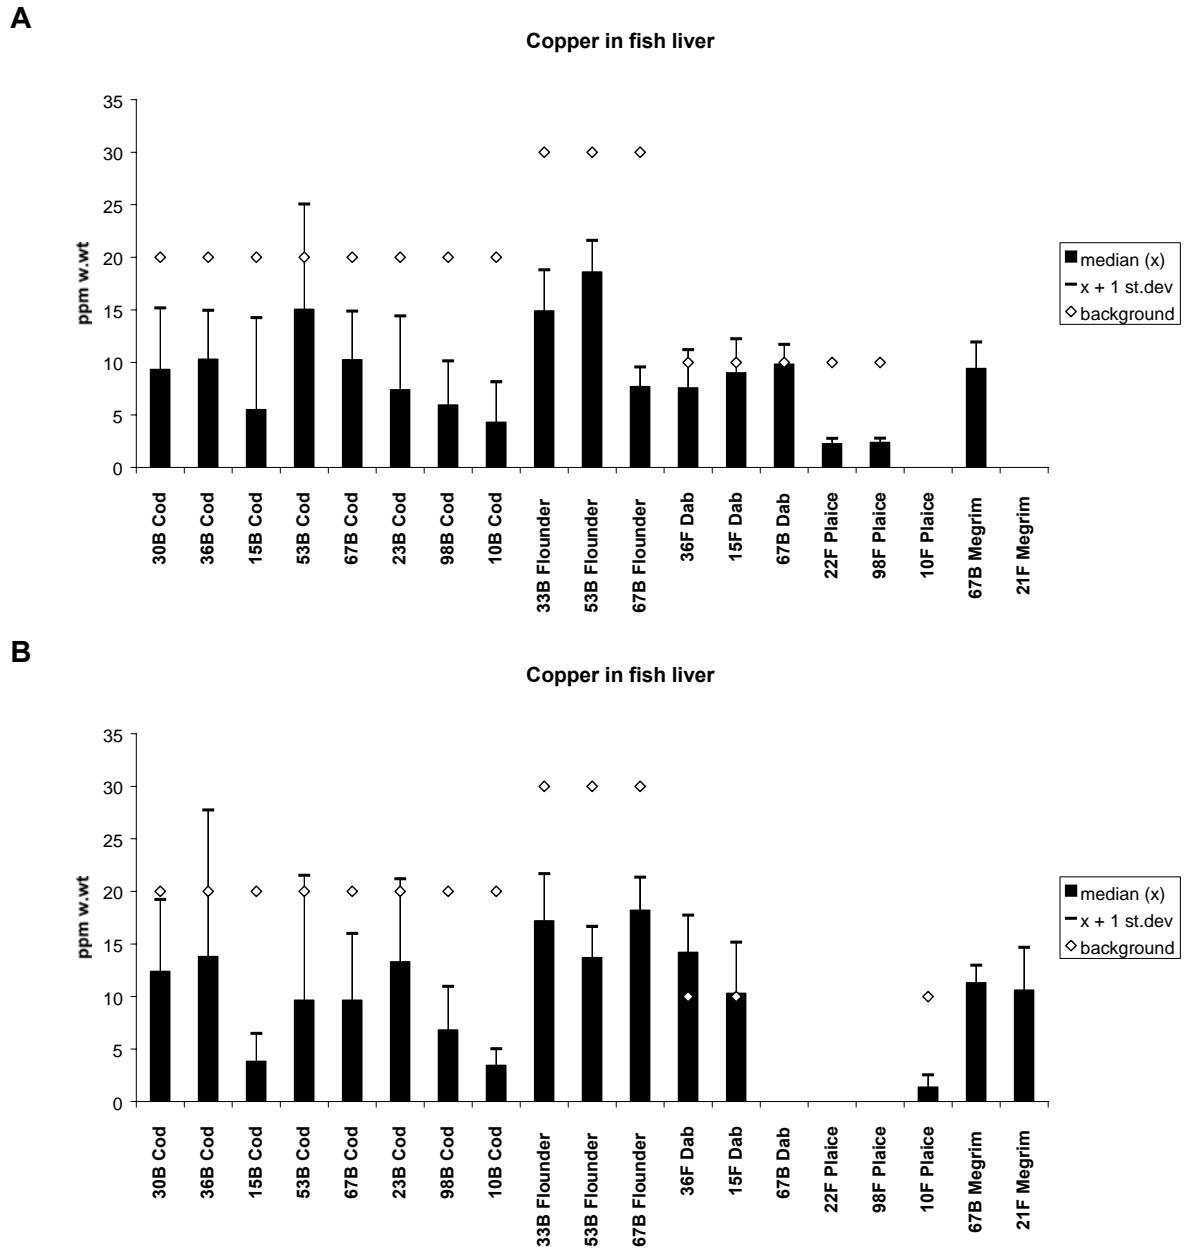 A
Copper in fish liver
35
30
25
20
15
10
5
0
ppm w.wt
30B Cod
36B Cod
15B Cod
53B Cod
67B Cod
23B Cod
98B Cod
10B Cod
33B Flounder
53B Flounder
67B Flounder
36F Dab
15F Dab
67B Dab
22F Plaice
98F Plaice
10F Plaice
67B Megrim
21F Megrim
median (x)
x + 1 st.dev
background
B
Copper in fish liver
35
30
25
20
15
10
5
0
ppm w.wt
30B Cod
36B Cod
15B Cod
53B Cod
67B Cod
23B Cod
98B Cod
10B Cod
33B Flounder
53B Flounder
67B Flounder
36F Dab
15F Dab
67B Dab
22F Plaice
98F Plaice
10F Plaice
67B Megrim
21F Megrim
median (x)
x + 1 st.dev
background